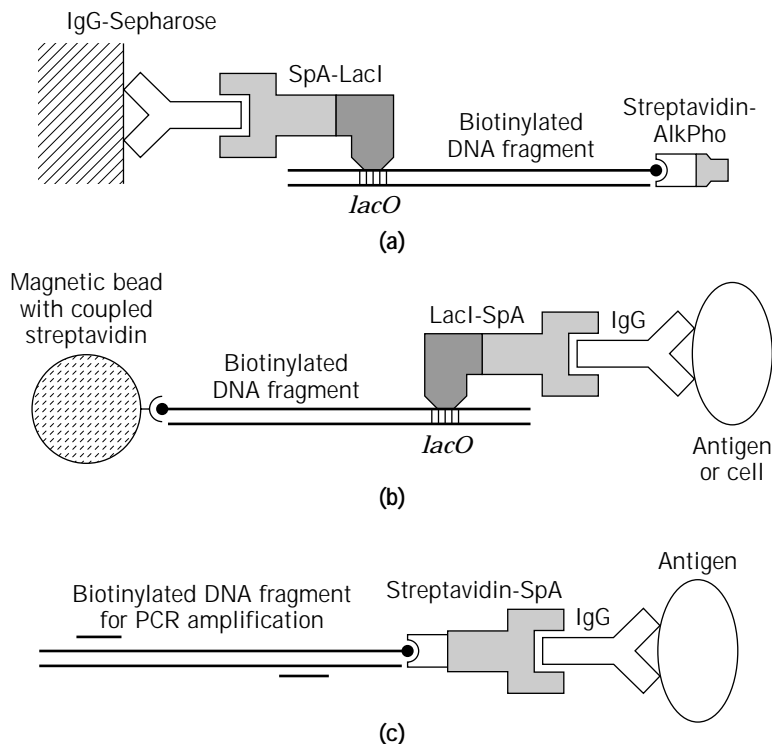 IgG-Sepharose
SpA-LacI
Biotinylated
DNA fragment
Streptavidin-
AlkPho
lacO
(a)
Magnetic bead
with coupled
streptavidin
Biotinylated
DNA fragment
LacI-SpA
IgG
lacO
Antigen
or cell
(b)
Biotinylated DNA fragment
for PCR amplification
Streptavidin-SpA
IgG
Antigen
(c)